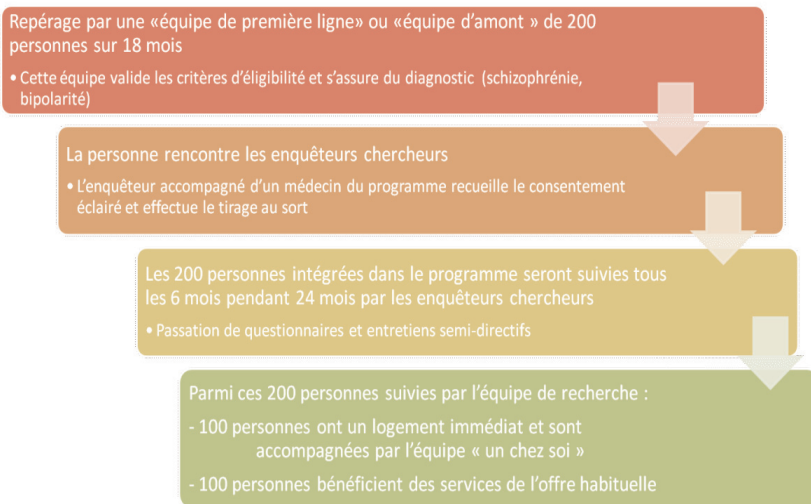 Repérage par une «équipe de première ligne» ou «équipe d'amont » de 200
personnes sur 18 mois
• Cette équipe valide les critères d'éligibilité et s'assure du diagnostic (schizophrénie,
bipolarité)
La personne rencontre les enquêteurs chercheurs
• L'enquêteur accompagné d'un médecin du programme recueille le consentement
éclairé et effectue le tirage au sort
Les 200 personnes intégrées dans le programme seront suivies tous
les 6 mois pendant 24 mois par les enquêteurs chercheurs
• Passation de questionnaires et entretiens semi-directifs
Parmi ces 200 personnes suivies par l'équipe de recherche :
- 100 personnes ont un logement immédiat et sont
accompagnées par l'équipe « un chez soi »
- 100 personnes bénéficient des services de l'offre habituelle